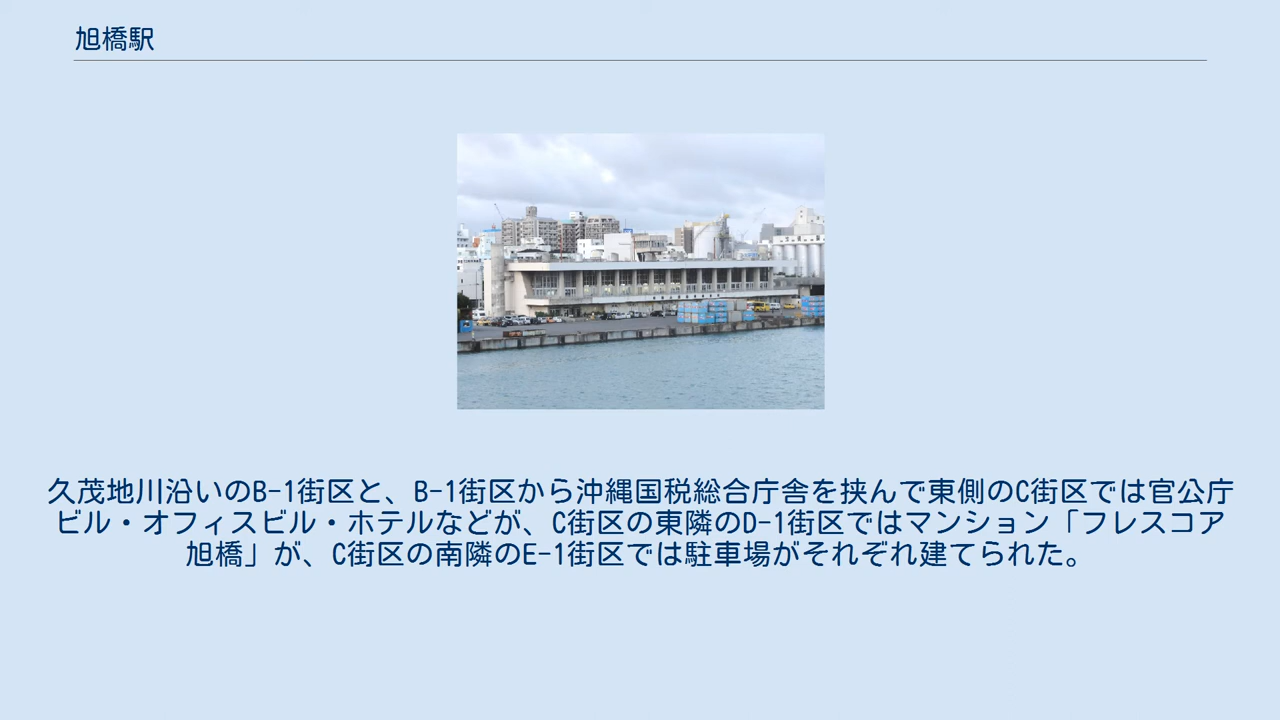 旭橋駅
久茂地川沿いのB-1街区と、B-1街区から沖縄国税総合庁舎を挟んで東側のC街区では官公庁
ビル・オフィスビル・ホテルなどが、C街区の東隣のD-1街区ではマンション「フレスコア
旭橋」が、C街区の南隣のE-1街区では駐車場がそれぞれ建てられた。